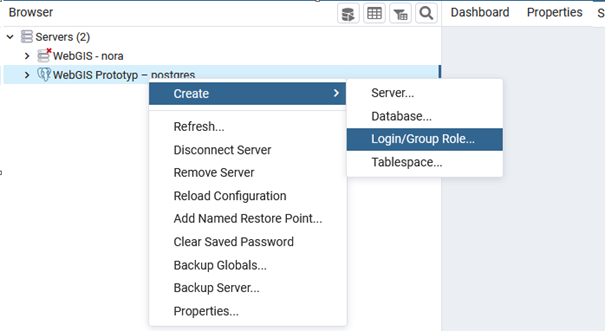 Browser
Dashboard Properties S
Servers (2)
WebGIS - nora
WebGIS Prototyp – postgres
Create
Server...
Database...
Login/Group Role...
Tablespace...
Refresh...
Disconnect Server
Remove Server
Reload Configuration
Add Named Restore Point...
Clear Saved Password
Backup Globals...
Backup Server...
Properties...